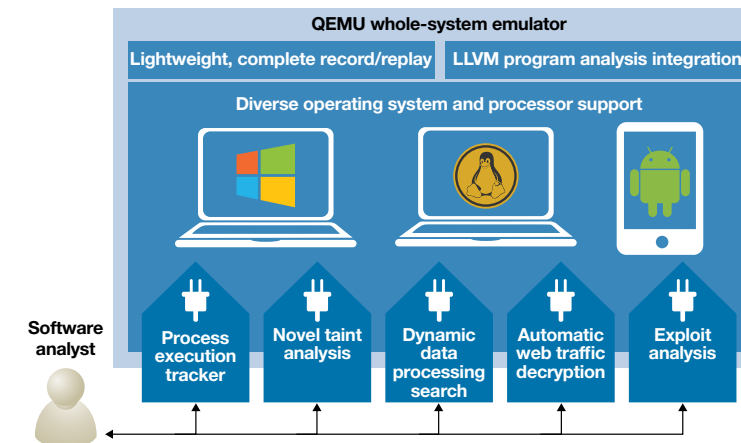 QEMU whole-system emulator
Lightweight, complete record/replay
LLVM program analysis integration
Diverse operating system and processor support
Software
analyst
Process
execution
tracker
Novel taint
analysis
Dynamic
data
processing
search
Automatic
web traffic
decryption
Exploit
analysis